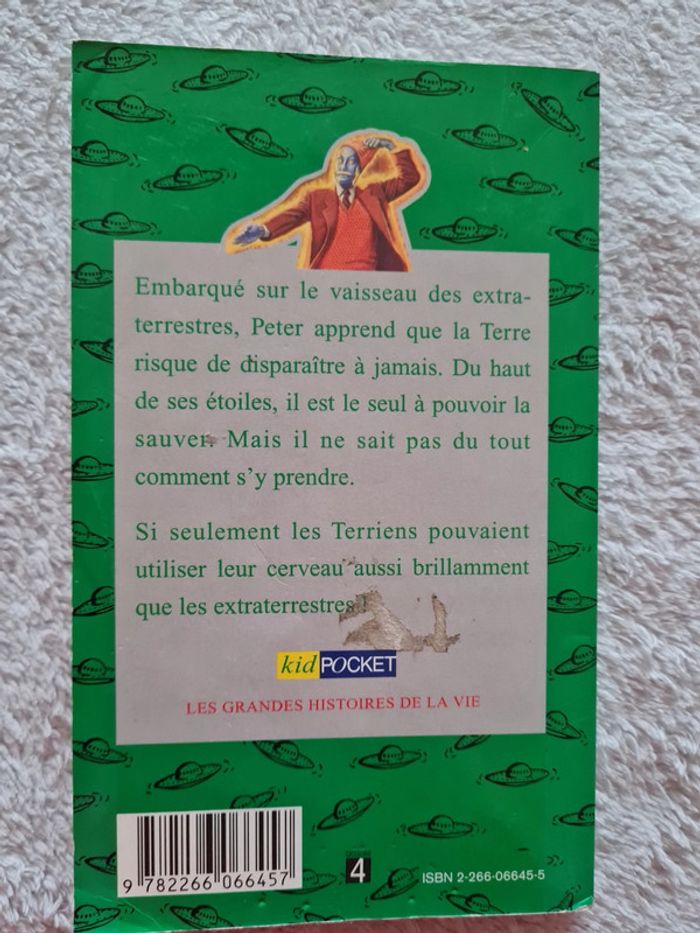 Embarqué sur le vaisseau des extra-
terrestres, Peter apprend que la Terre
risque de disparaître à jamais. Du haut
de ses étoiles, il est le seul à pouvoir la
sauver. Mais il ne sait pas du tout
comment s'y prendre.
Si seulement les Terriens pouvaient
utiliser leur cerveau aussi brillamment
que les extraterrestres !
kid POCKET
LES GRANDES HISTOIRES DE LA VIE
9 782266 066457
4
ISBN 2-266-06645-5